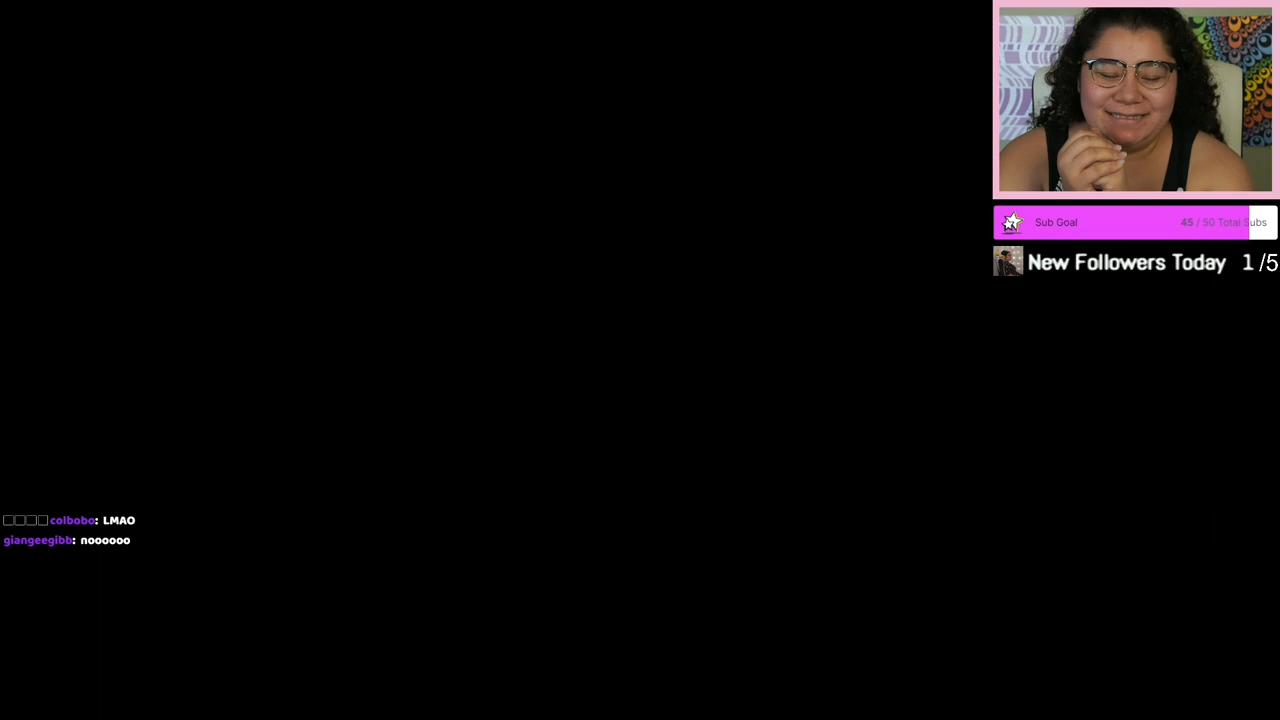 Sub Goal 45 / 50 Total Subs
New Followers Today 1 /5
colbobo: LMAO
giangeegibb: noooooo